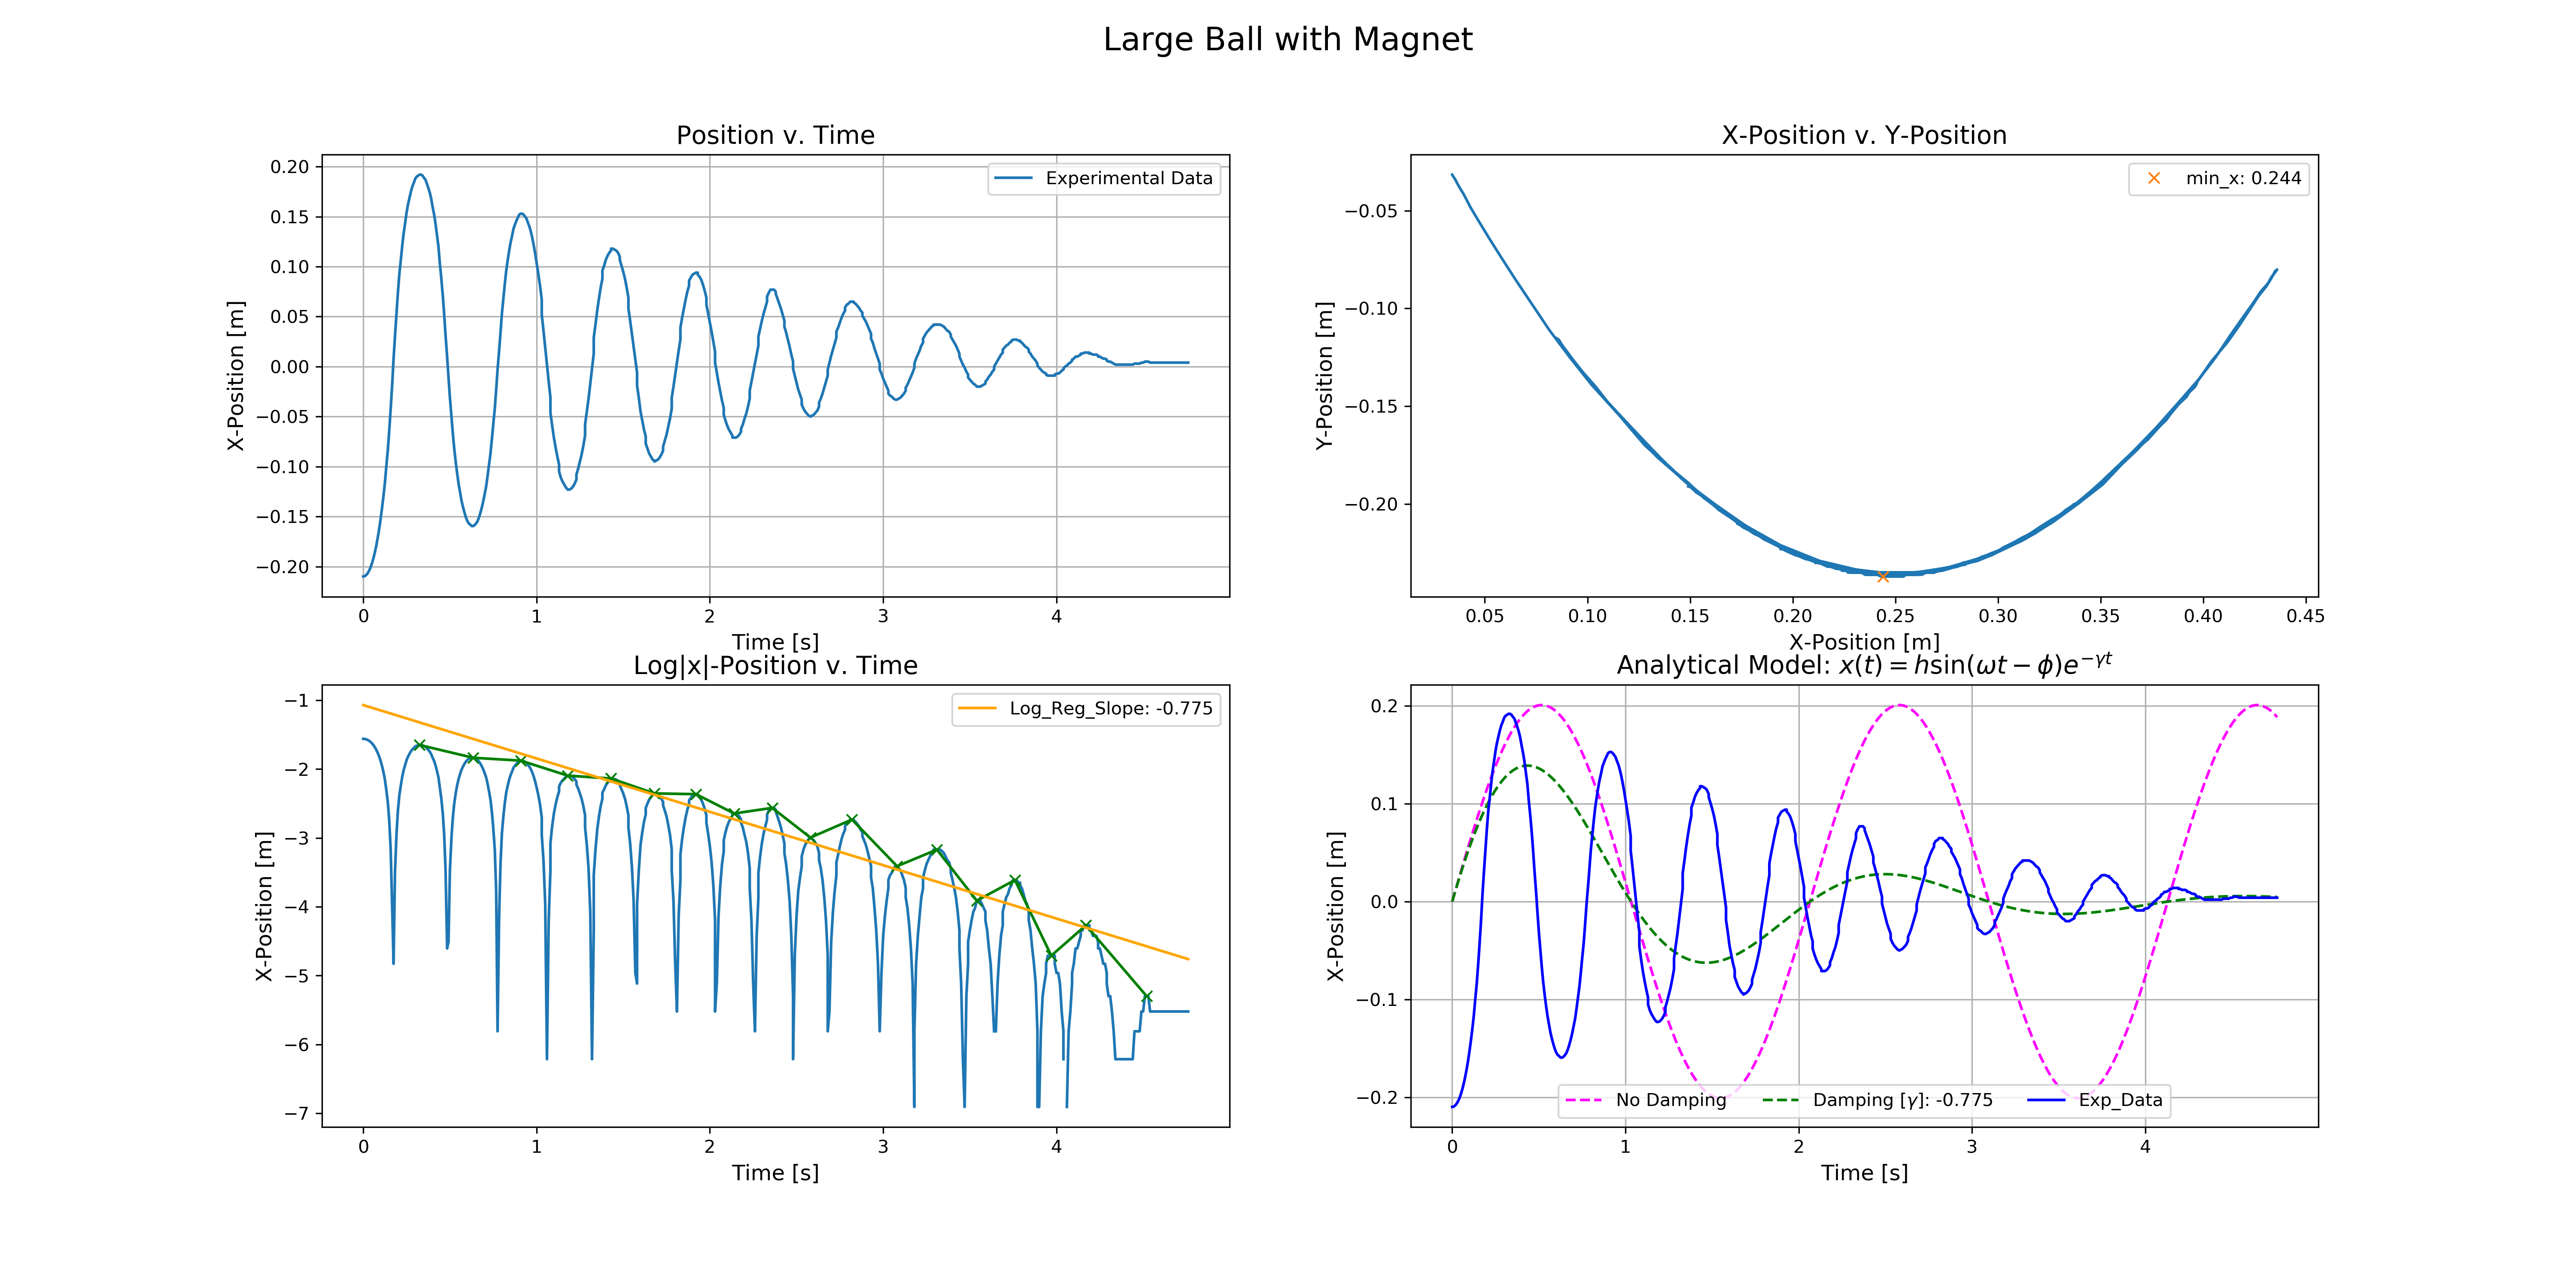 Large Ball with Magnet
Position v. Time
0.20
0.15
0.10
0.05
0.00
−0.05
−0.10
−0.15
−0.20
X-Position [m]
Experimental Data
0 1 2 3 4
Time [s]
X-Position v. Y-Position
−0.05
−0.10
−0.15
−0.20
Y-Position [m]
min_x: 0.244
0.05 0.10 0.15 0.20 0.25 0.30 0.35 0.40 0.45
X-Position [m]
Log|x|-Position v. Time
−1
−2
−3
−4
−5
−6
−7
X-Position [m]
Log_Reg_Slope: -0.775
0 1 2 3 4
Time [s]
Analytical Model: x(t) = hsin(ωt − ϕ)e^{−γt}
0.2
0.1
0.0
−0.1
−0.2
X-Position [m]
No Damping Damping [γ]: -0.775 Exp_Data
0 1 2 3 4
Time [s]